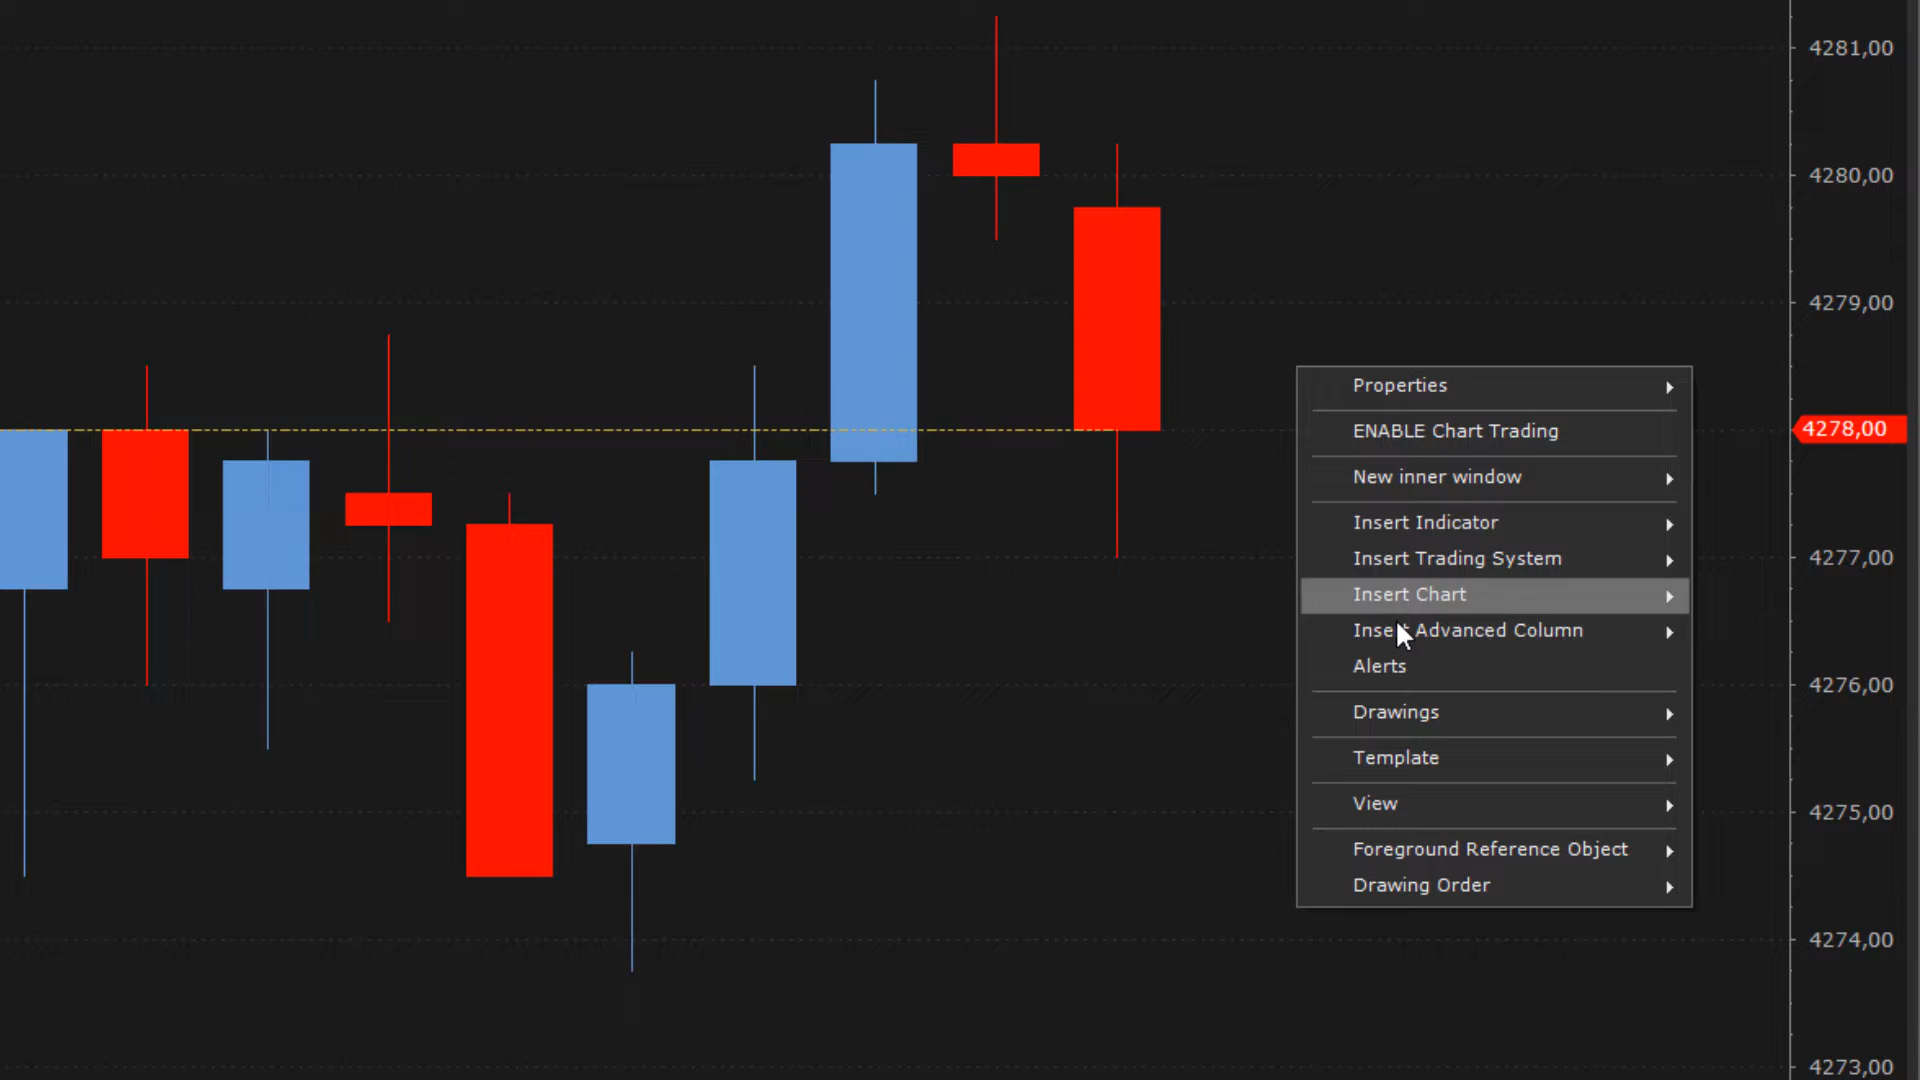 4281,00
4280,00
4279,00
Properties
ENABLE Chart Trading
4278,00
New inner window
Insert Indicator
Insert Trading System
4277,00
Insert Chart
Insert Advanced Column
Alerts
4276,00
Drawings
Template
View
4275,00
Foreground Reference Object
Drawing Order
4274,00
4273,00